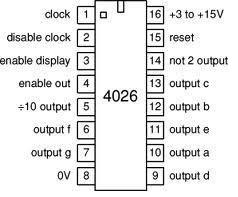 clock 1 16 +3 to +15V
disable clock 2 15 reset
enable display 3 14 not 2 output
enable out 4 13 output c
4026
÷10 output 5 12 output b
output f 6 11 output e
output g 7 10 output a
0V 8 9 output d